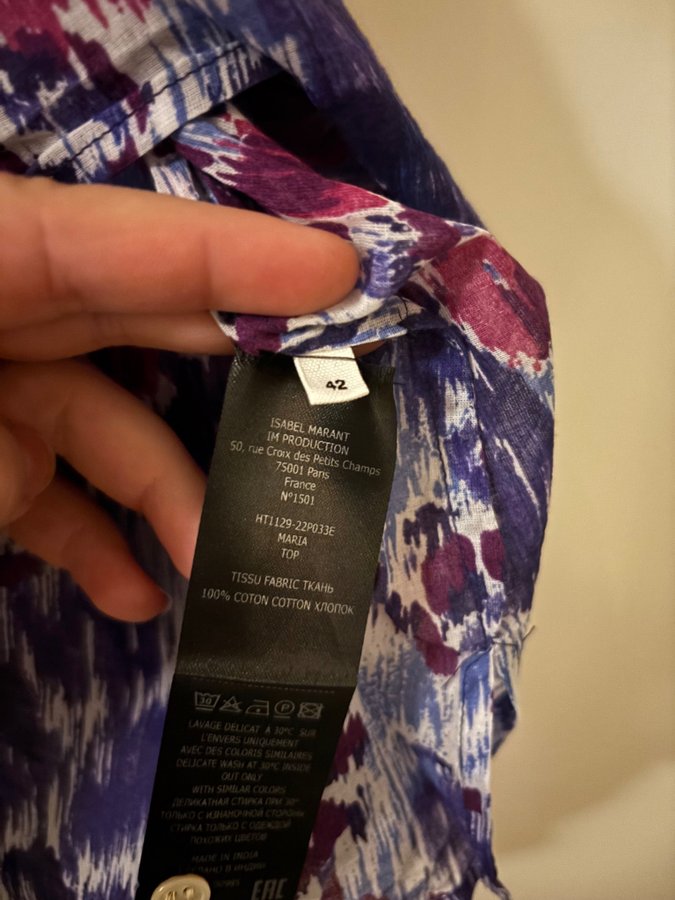 42
ISABEL MARANT
IM PRODUCTION
50, rue Croix des Petits Champs
75001 Paris
France
N°1501
HT1129-22P033E
MARIA
TOP
TISSU FABRIC ТКАНЬ
100% COTON COTTON ХЛОПОК
30
P
LAVAGE DELICAT A 30°C SUR
L'ENVERS UNIQUEMENT
AVEC DES COLORIS SIMILAIRES
DELICATE WASH AT 30°C INSIDE
OUT ONLY
WITH SIMILAR COLORS
ДЕЛИКАТНАЯ СТИРКА ПРИ 30°
ТОЛЬКО С ИЗНАНОЧНОЙ СТОРОНЫ
СТИРКА ТОЛЬКО С ОДЕЖДОЙ
ПОХОЖИХ ЦВЕТОВ
MADE IN INDIA
В ИНДИИ
EAC